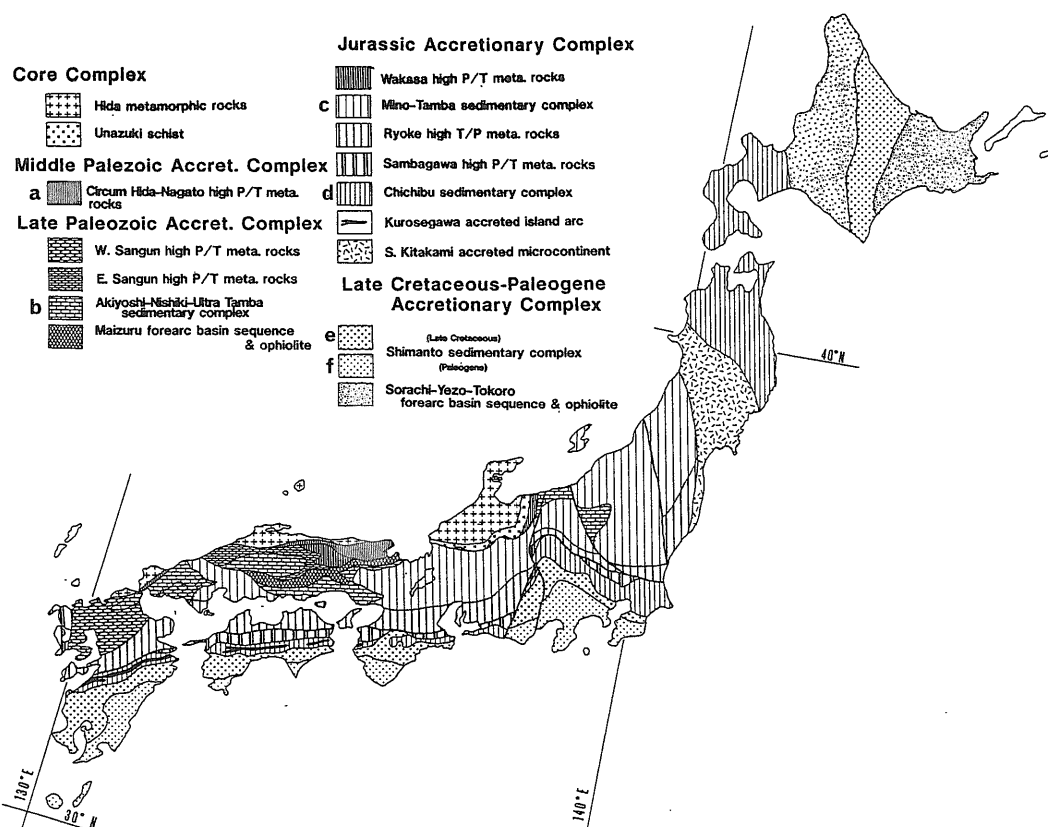 Core Complex
Hida metamorphic rocks
Unazuki schist
Middle Palezoic Accret. Complex
a Circum Hida-Nagato high P/T meta.
rocks
Late Paleozoic Accret. Complex
W. Sangun high P/T meta. rocks
E. Sangun high P/T meta. rocks
b Akiyoshi-Nishiki-Ultra Tamba
sedimentary complex
Maizuru forearc basin sequence
& ophiolite
Jurassic Accretionary Complex
Wakasa high P/T meta. rocks
c Mino-Tamba sedimentary complex
Ryoke high T/P meta. rocks
Sambagawa high P/T meta. rocks
d Chichibu sedimentary complex
Kurosegawa accreted island arc
S. Kitakami accreted microcontinent
Late Cretaceous-Paleogene
Accretionary Complex
e (Late Cretaceous)
Shimanto sedimentary complex
f (Paleogene)
Sorachi-Yezo-Tokoro
forearc basin sequence & ophiolite
40°N
130°E
30° N
140°E